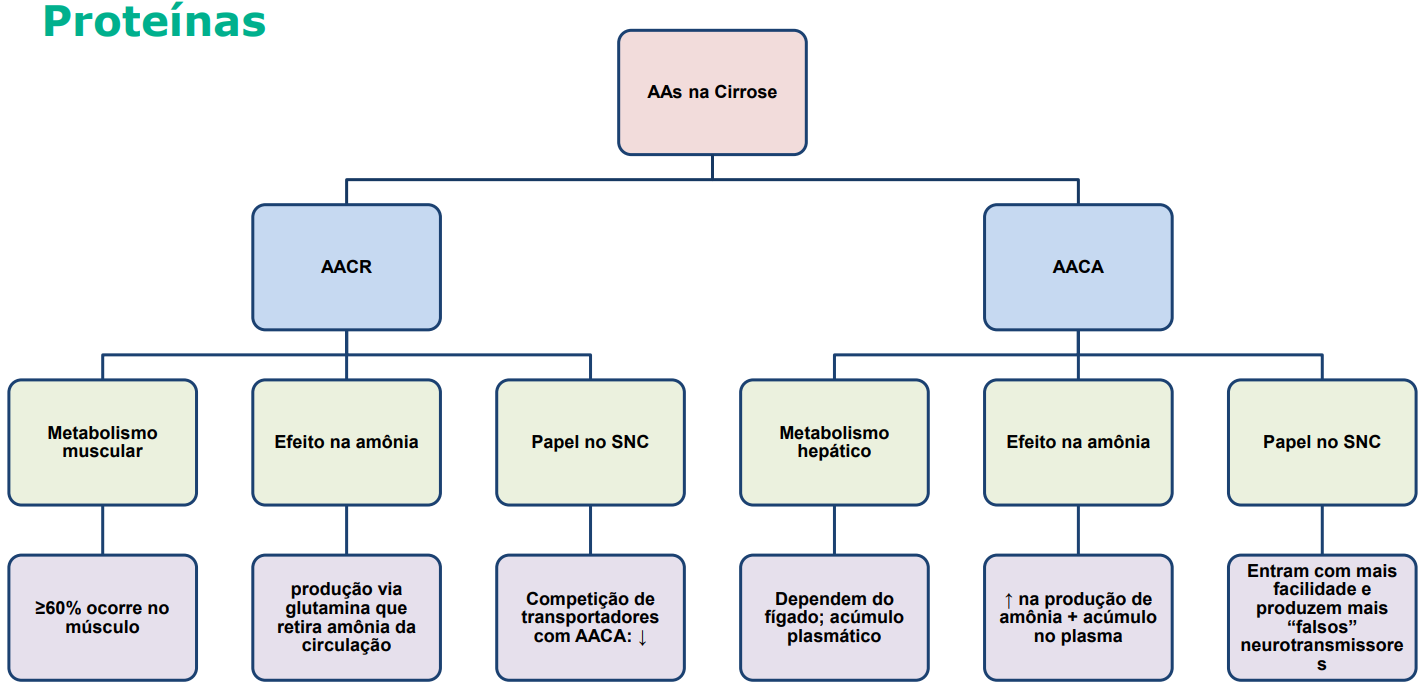 Proteínas
AAs na Cirrose
AACR
AACA
Metabolismo
muscular
Efeito na amônia
Papel no SNC
Metabolismo
hepático
Efeito na amônia
Papel no SNC
≥60% ocorre no
músculo
produção via
glutamina que
retira amônia da
circulação
Competição de
transportadores
com AACA: ↓
Dependem do
fígado; acúmulo
plasmático
↑ na produção de
amônia + acúmulo
no plasma
Entram com mais
facilidade e
produzem mais
“falsos”
neurotransmissore
s